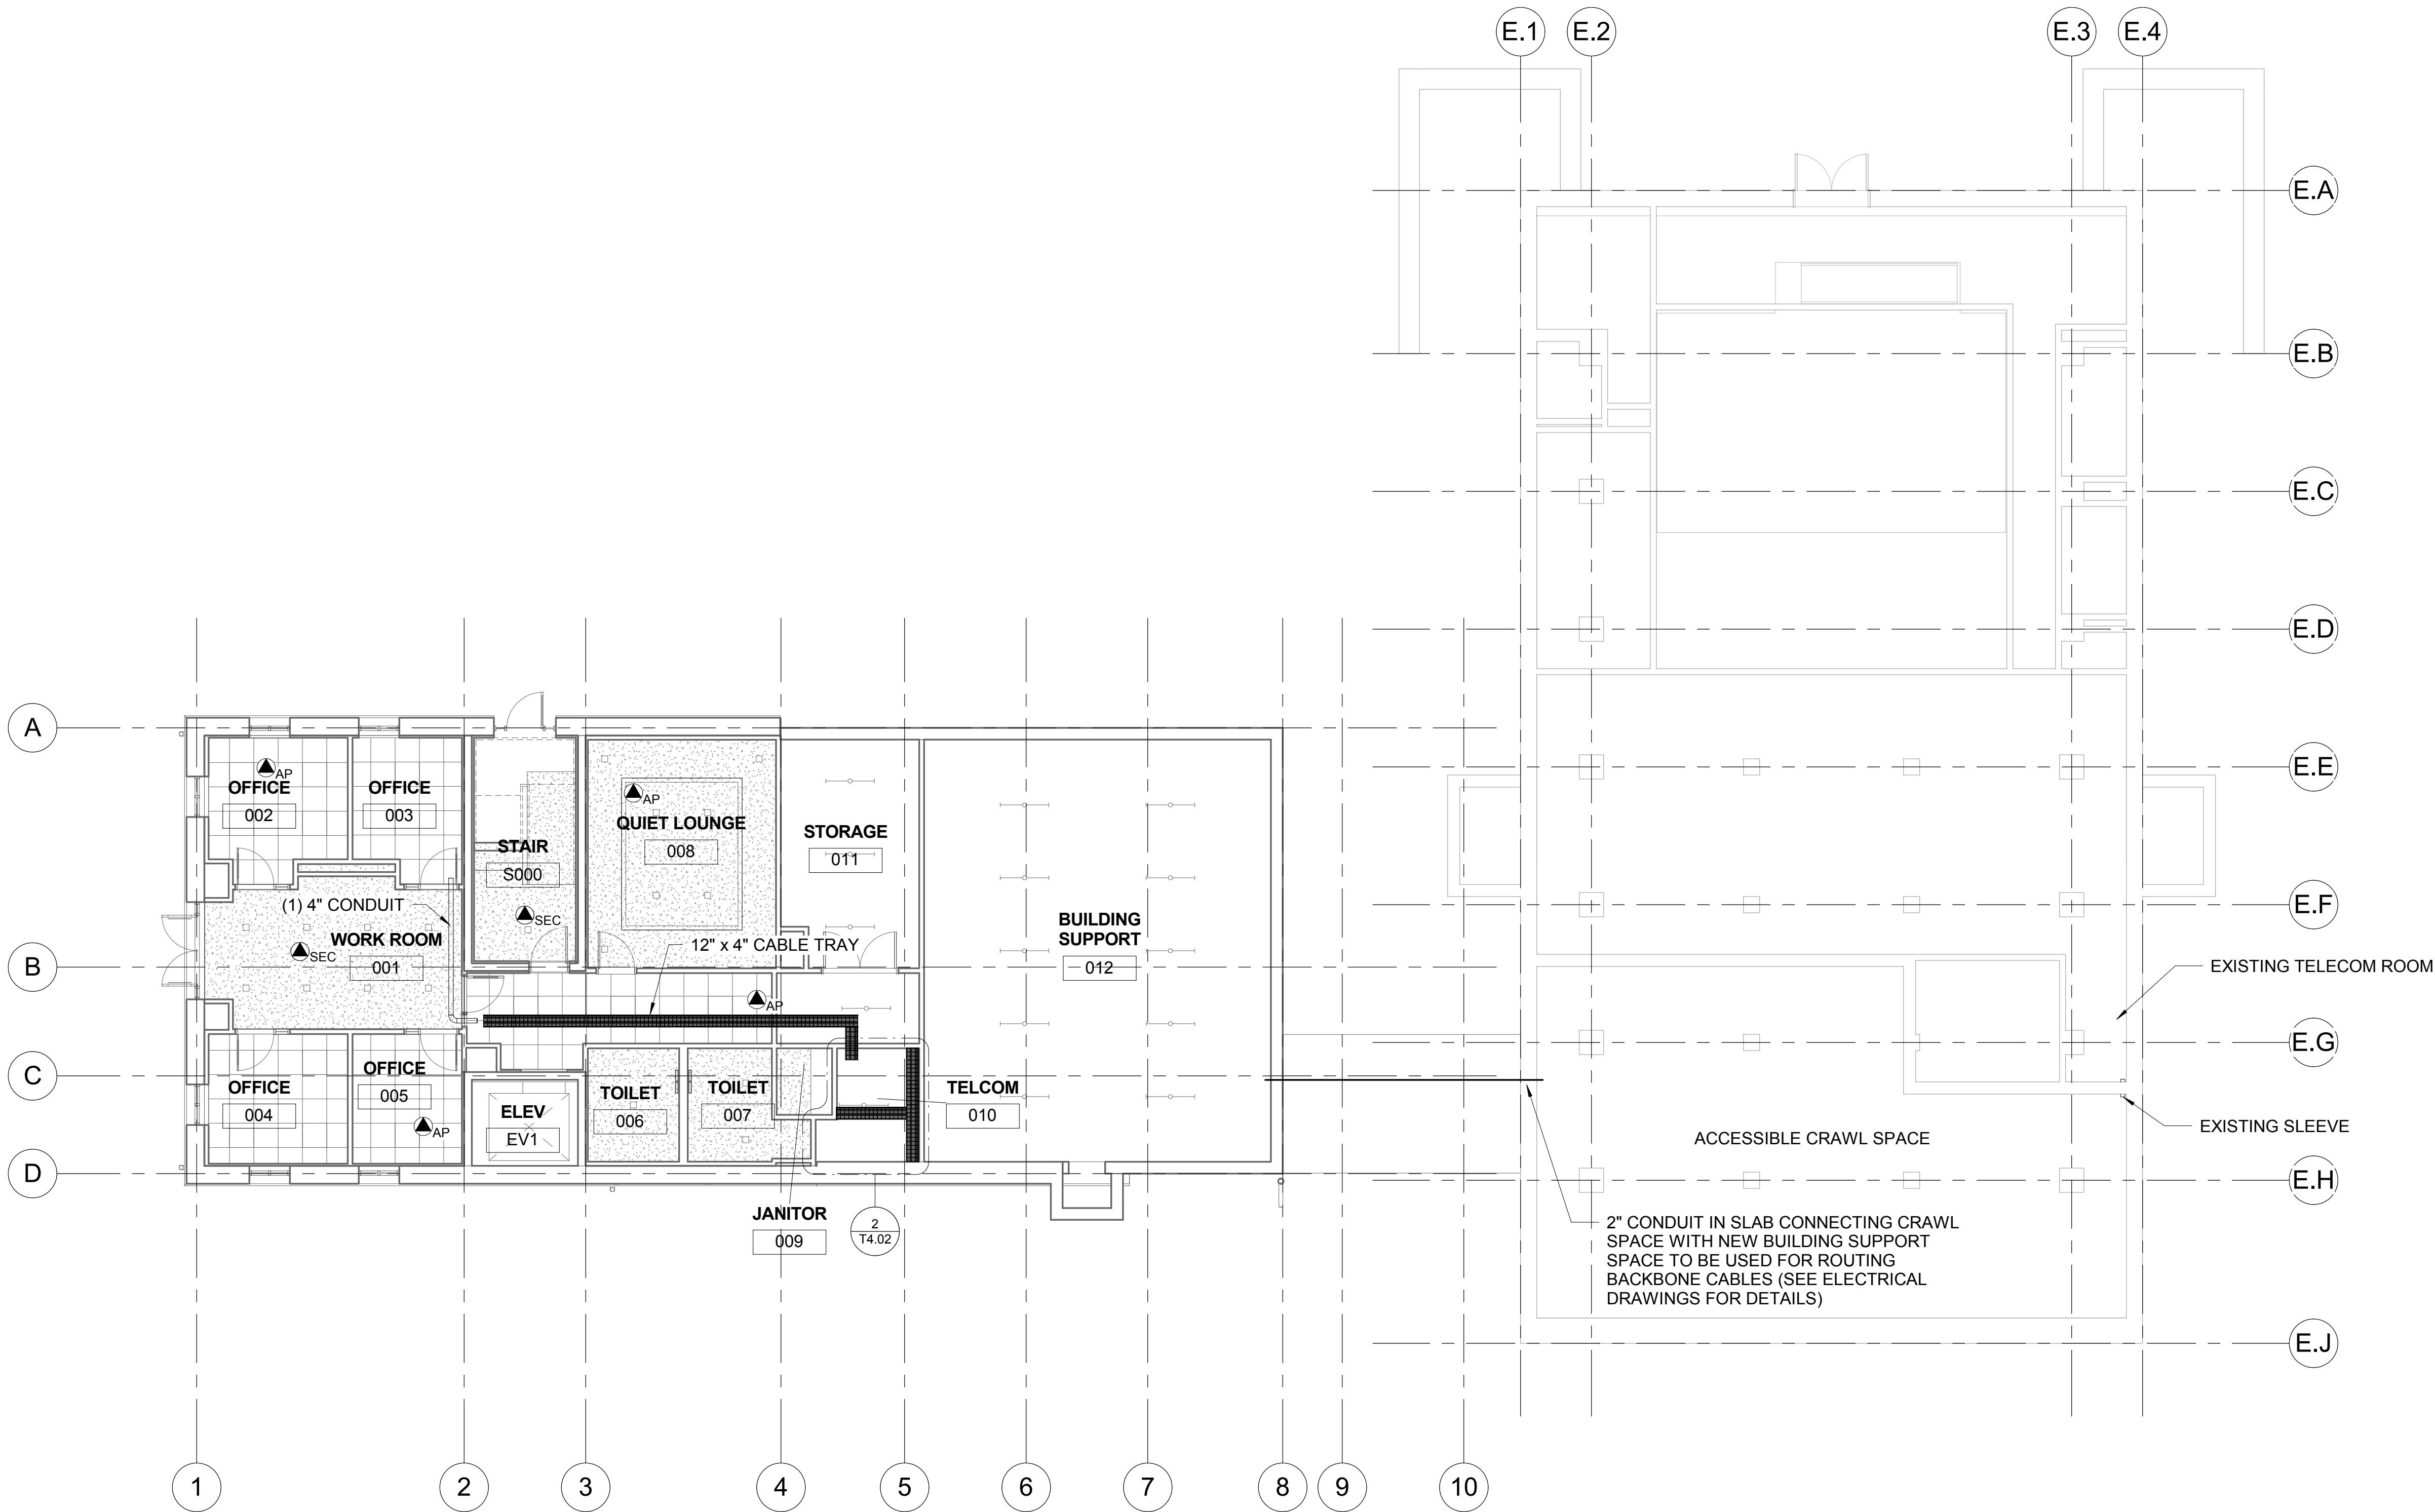 E.1
E.2
E.3
E.4
E.A
E.B
E.C
E.D
A
E.E
AP
OFFICE
002
OFFICE
003
AP
QUIET LOUNGE
008
STORAGE
011
STAIR
S000
SEC
(1) 4" CONDUIT
E.F
WORK ROOM
001
SEC
12" x 4" CABLE TRAY
BUILDING
SUPPORT
012
B
EXISTING TELECOM ROOM
AP
E.G
C
OFFICE
004
OFFICE
005
AP
ELEV
EV1
TOILET
006
TOILET
007
TELCOM
010
EXISTING SLEEVE
ACCESSIBLE CRAWL SPACE
D
E.H
JANITOR
009
2
T4.02
2" CONDUIT IN SLAB CONNECTING CRAWL
SPACE WITH NEW BUILDING SUPPORT
SPACE TO BE USED FOR ROUTING
BACKBONE CABLES (SEE ELECTRICAL
DRAWINGS FOR DETAILS)
E.J
1
2
3
4
5
6
7
8
9
10